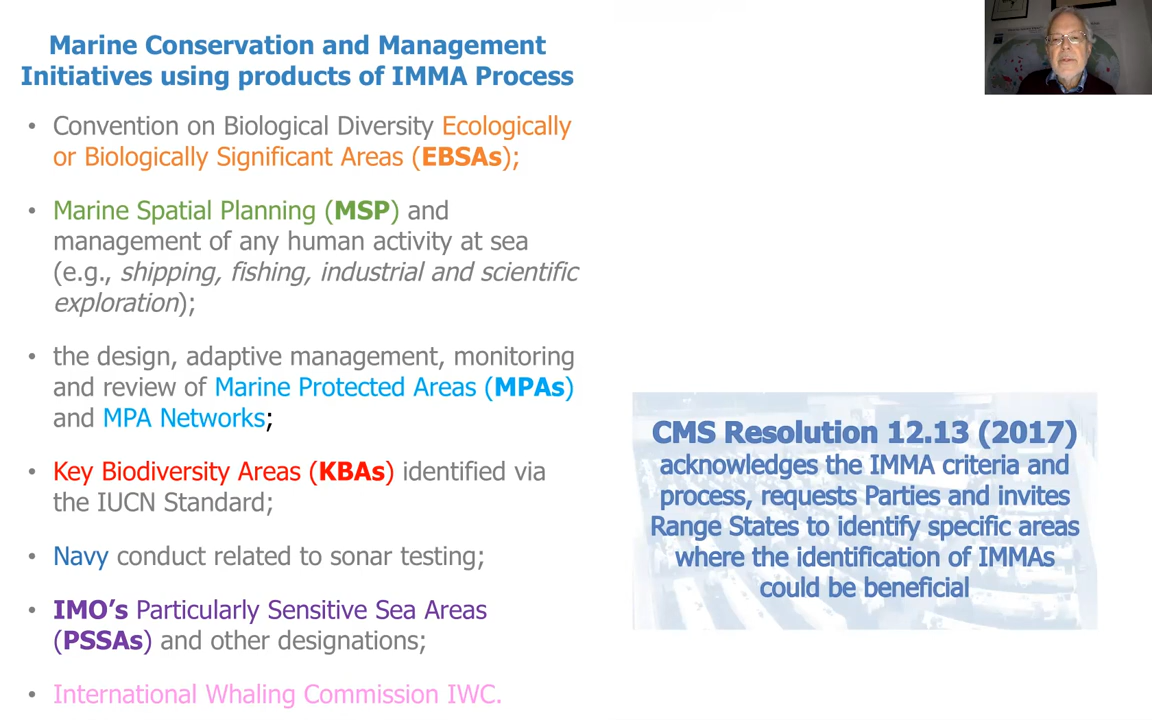 Marine Conservation and Management
Initiatives using products of IMMA Process
• Convention on Biological Diversity Ecologically
or Biologically Significant Areas (EBSAs);
• Marine Spatial Planning (MSP) and
management of any human activity at sea
(e.g., shipping, fishing, industrial and scientific
exploration);
• the design, adaptive management, monitoring
and review of Marine Protected Areas (MPAs)
and MPA Networks;
• Key Biodiversity Areas (KBAs) identified via
the IUCN Standard;
• Navy conduct related to sonar testing;
• IMO's Particularly Sensitive Sea Areas
(PSSAs) and other designations;
• International Whaling Commission IWC.
CMS Resolution 12.13 (2017)
acknowledges the IMMA criteria and
process, requests Parties and invites
Range States to identify specific areas
where the identification of IMMAs
could be beneficial